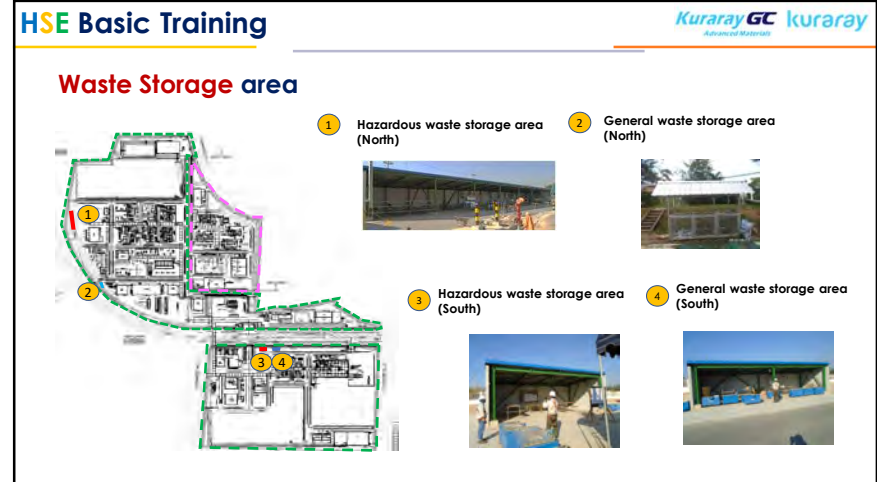 HSE Basic Training
Kuraray GC kuraray
Advanced Materials
Waste Storage area
1 Hazardous waste storage area
(North)
2 General waste storage area
(North)
1
2
3 Hazardous waste storage area
(South)
4 General waste storage area
(South)
3 4